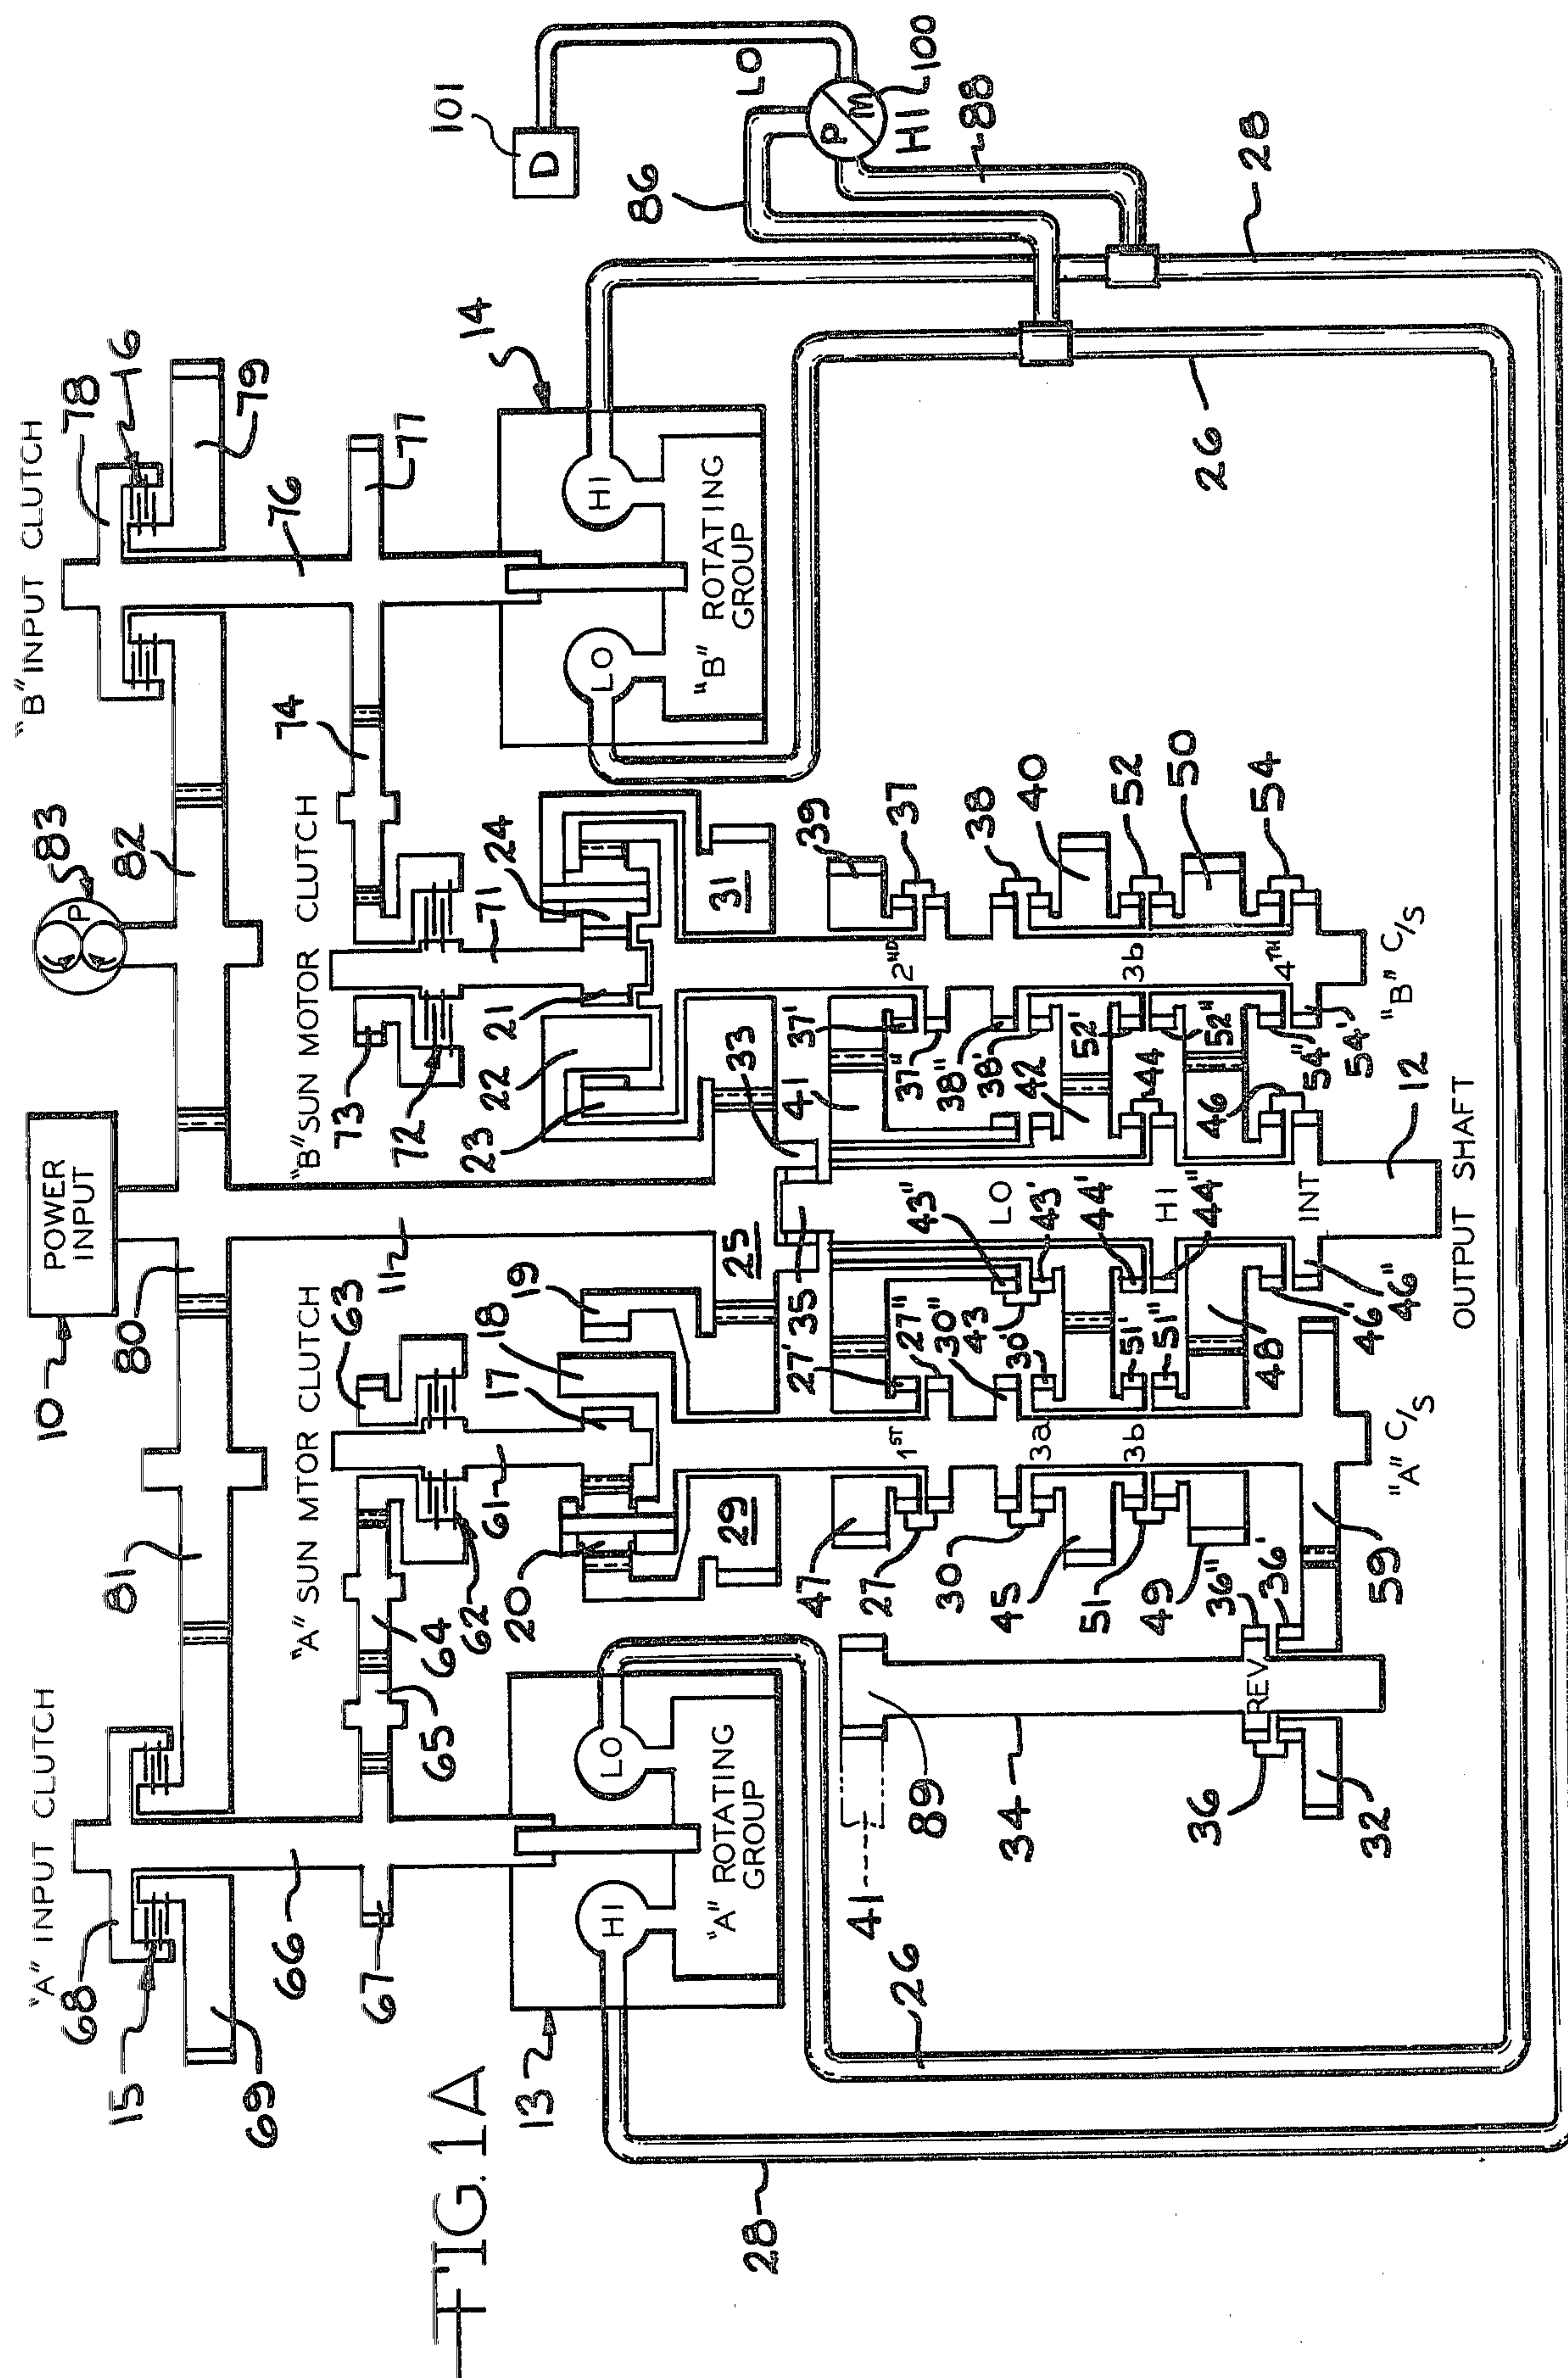 "A" INPUT CLUTCH
"B" INPUT CLUTCH
68
15
69
66
67
10
POWER
INPUT
80
81
82
83
P
78
16
79
76
77
74
"A" SUN MTOR CLUTCH
"B" SUN MOTOR CLUTCH
63
64
65
62
61
11
73
72
71
17
18
19
20
21
22
23
24
25
29
31
33
35
13
HI
LO
"A" ROTATING
GROUP
14
LO
HI
"B" ROTATING
GROUP
101
D
LO
P
M
HI
100
86
88
28
26
26
28
41
89
34
36
REV
36"
36'
32
59
47
27
30
45
51
49
1ST
3a
3b
27'
27"
30"
43
30'
51'
51"
48
43"
43'
44'
44"
46'
46"
LO
HI
INT
41
42
44
46
37'
37"
38"
38'
52'
52"
54"
54'
2ND
3b
4TH
39
37
38
40
52
50
54
"A" C/S
"B" C/S
12
OUTPUT SHAFT
FIG. 1A